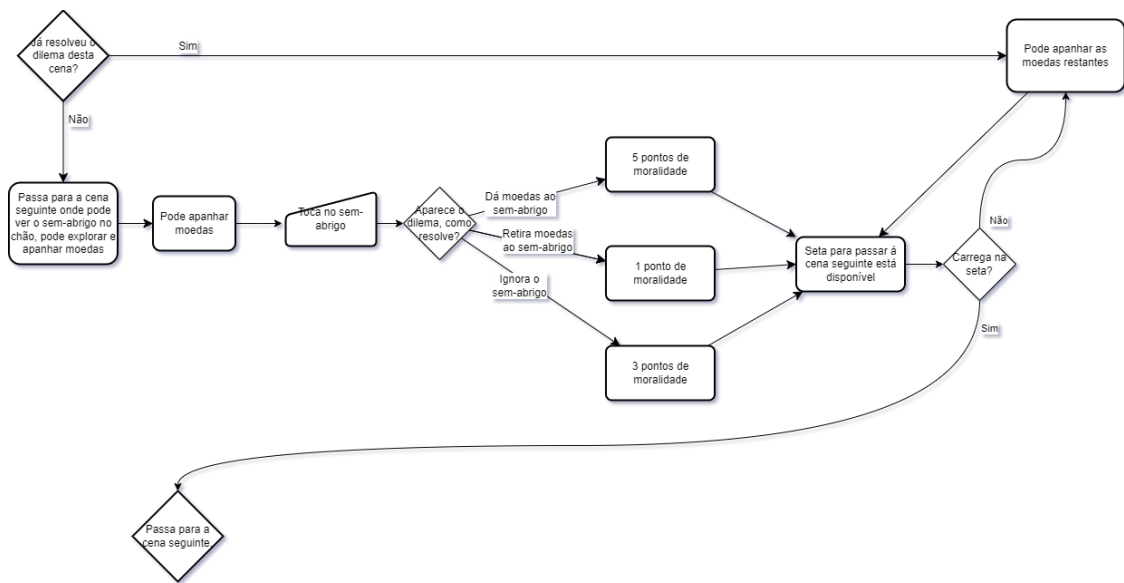 Já resolveu o
dilema desta
cena?
Sim
Pode apanhar as
moedas restantes
Não
Passa para a cena
seguinte onde pode
ver o sem-abrigo no
chão, pode explorar e
apanhar moedas
Pode apanhar
moedas
Toca no sem-
abrigo
Aparece o
dilema, como
resolve?
Dá moedas ao
sem-abrigo
Retira moedas
ao sem-abrigo
Ignora o
sem-abrigo
5 pontos de
moralidade
1 ponto de
moralidade
3 pontos de
moralidade
Seta para passar á
cena seguinte está
disponível
Carrega na
seta?
Não
Sim
Passa para a
cena seguinte.